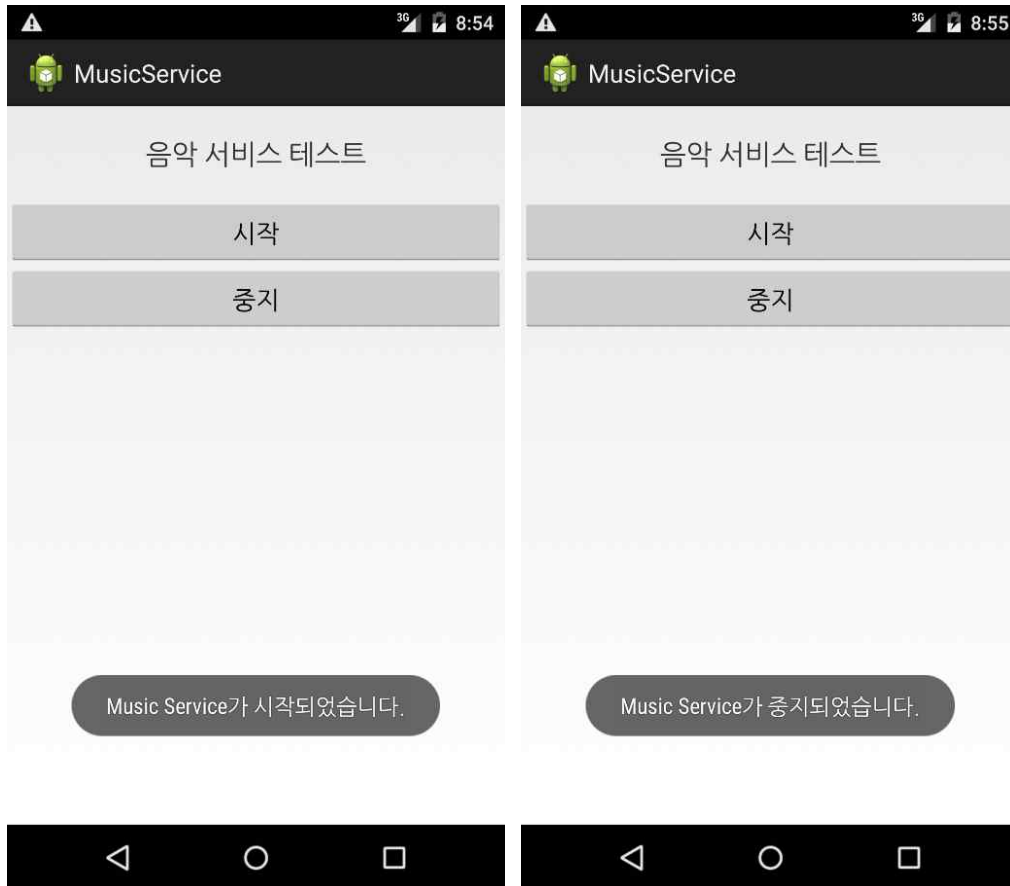 3G 8:54
MusicService
음악 서비스 테스트
시작
중지
Music Service가 시작되었습니다.
3G 8:55
MusicService
음악 서비스 테스트
시작
중지
Music Service가 중지되었습니다.